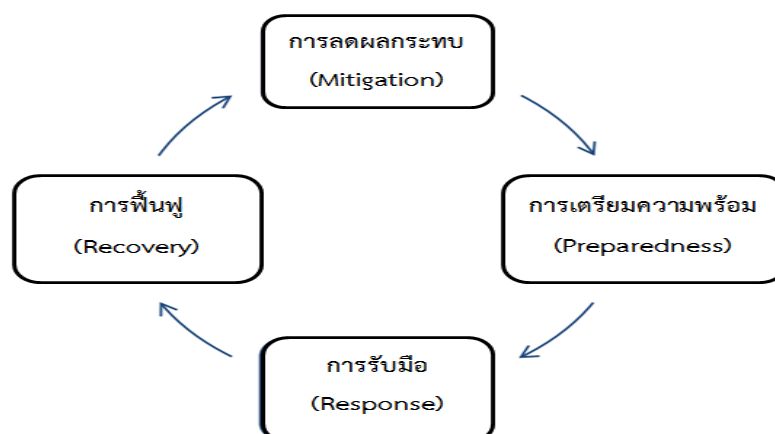 การลดผลกระทบ
(Mitigation)
การเตรียมความพร้อม
(Preparedness)
การรับมือ
(Response)
การฟื้นฟู
(Recovery)